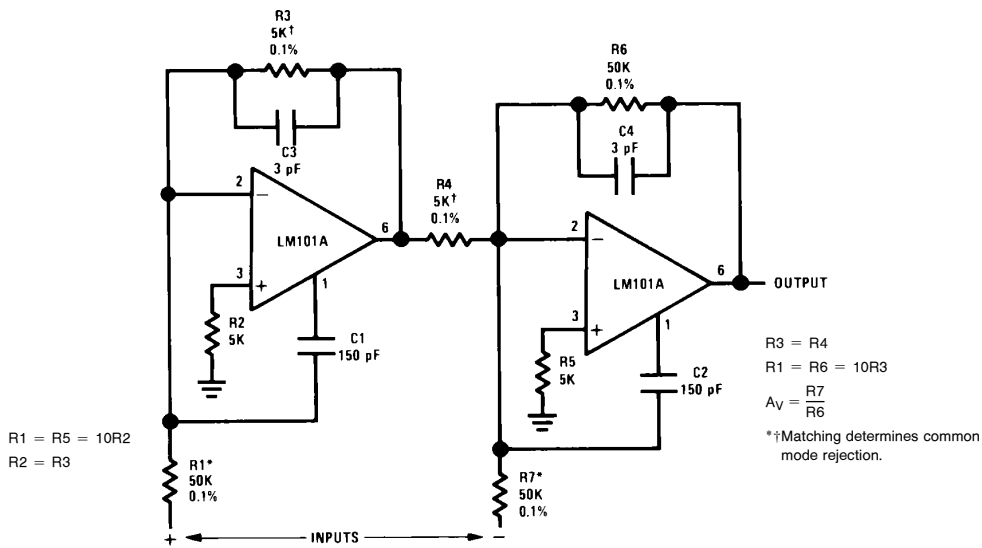 R3
5K†
0.1%
C3
3 pF
2
−
LM101A
6
3
+
1
R2
5K
C1
150 pF
R4
5K†
0.1%
R6
50K
0.1%
C4
3 pF
2
−
LM101A
6
OUTPUT
3
+
1
R5
5K
C2
150 pF
R3 = R4
R1 = R6 = 10R3
AV = R7
R6
*†Matching determines common
mode rejection.
R1 = R5 = 10R2
R2 = R3
R1*
50K
0.1%
R7*
50K
0.1%
+ INPUTS −